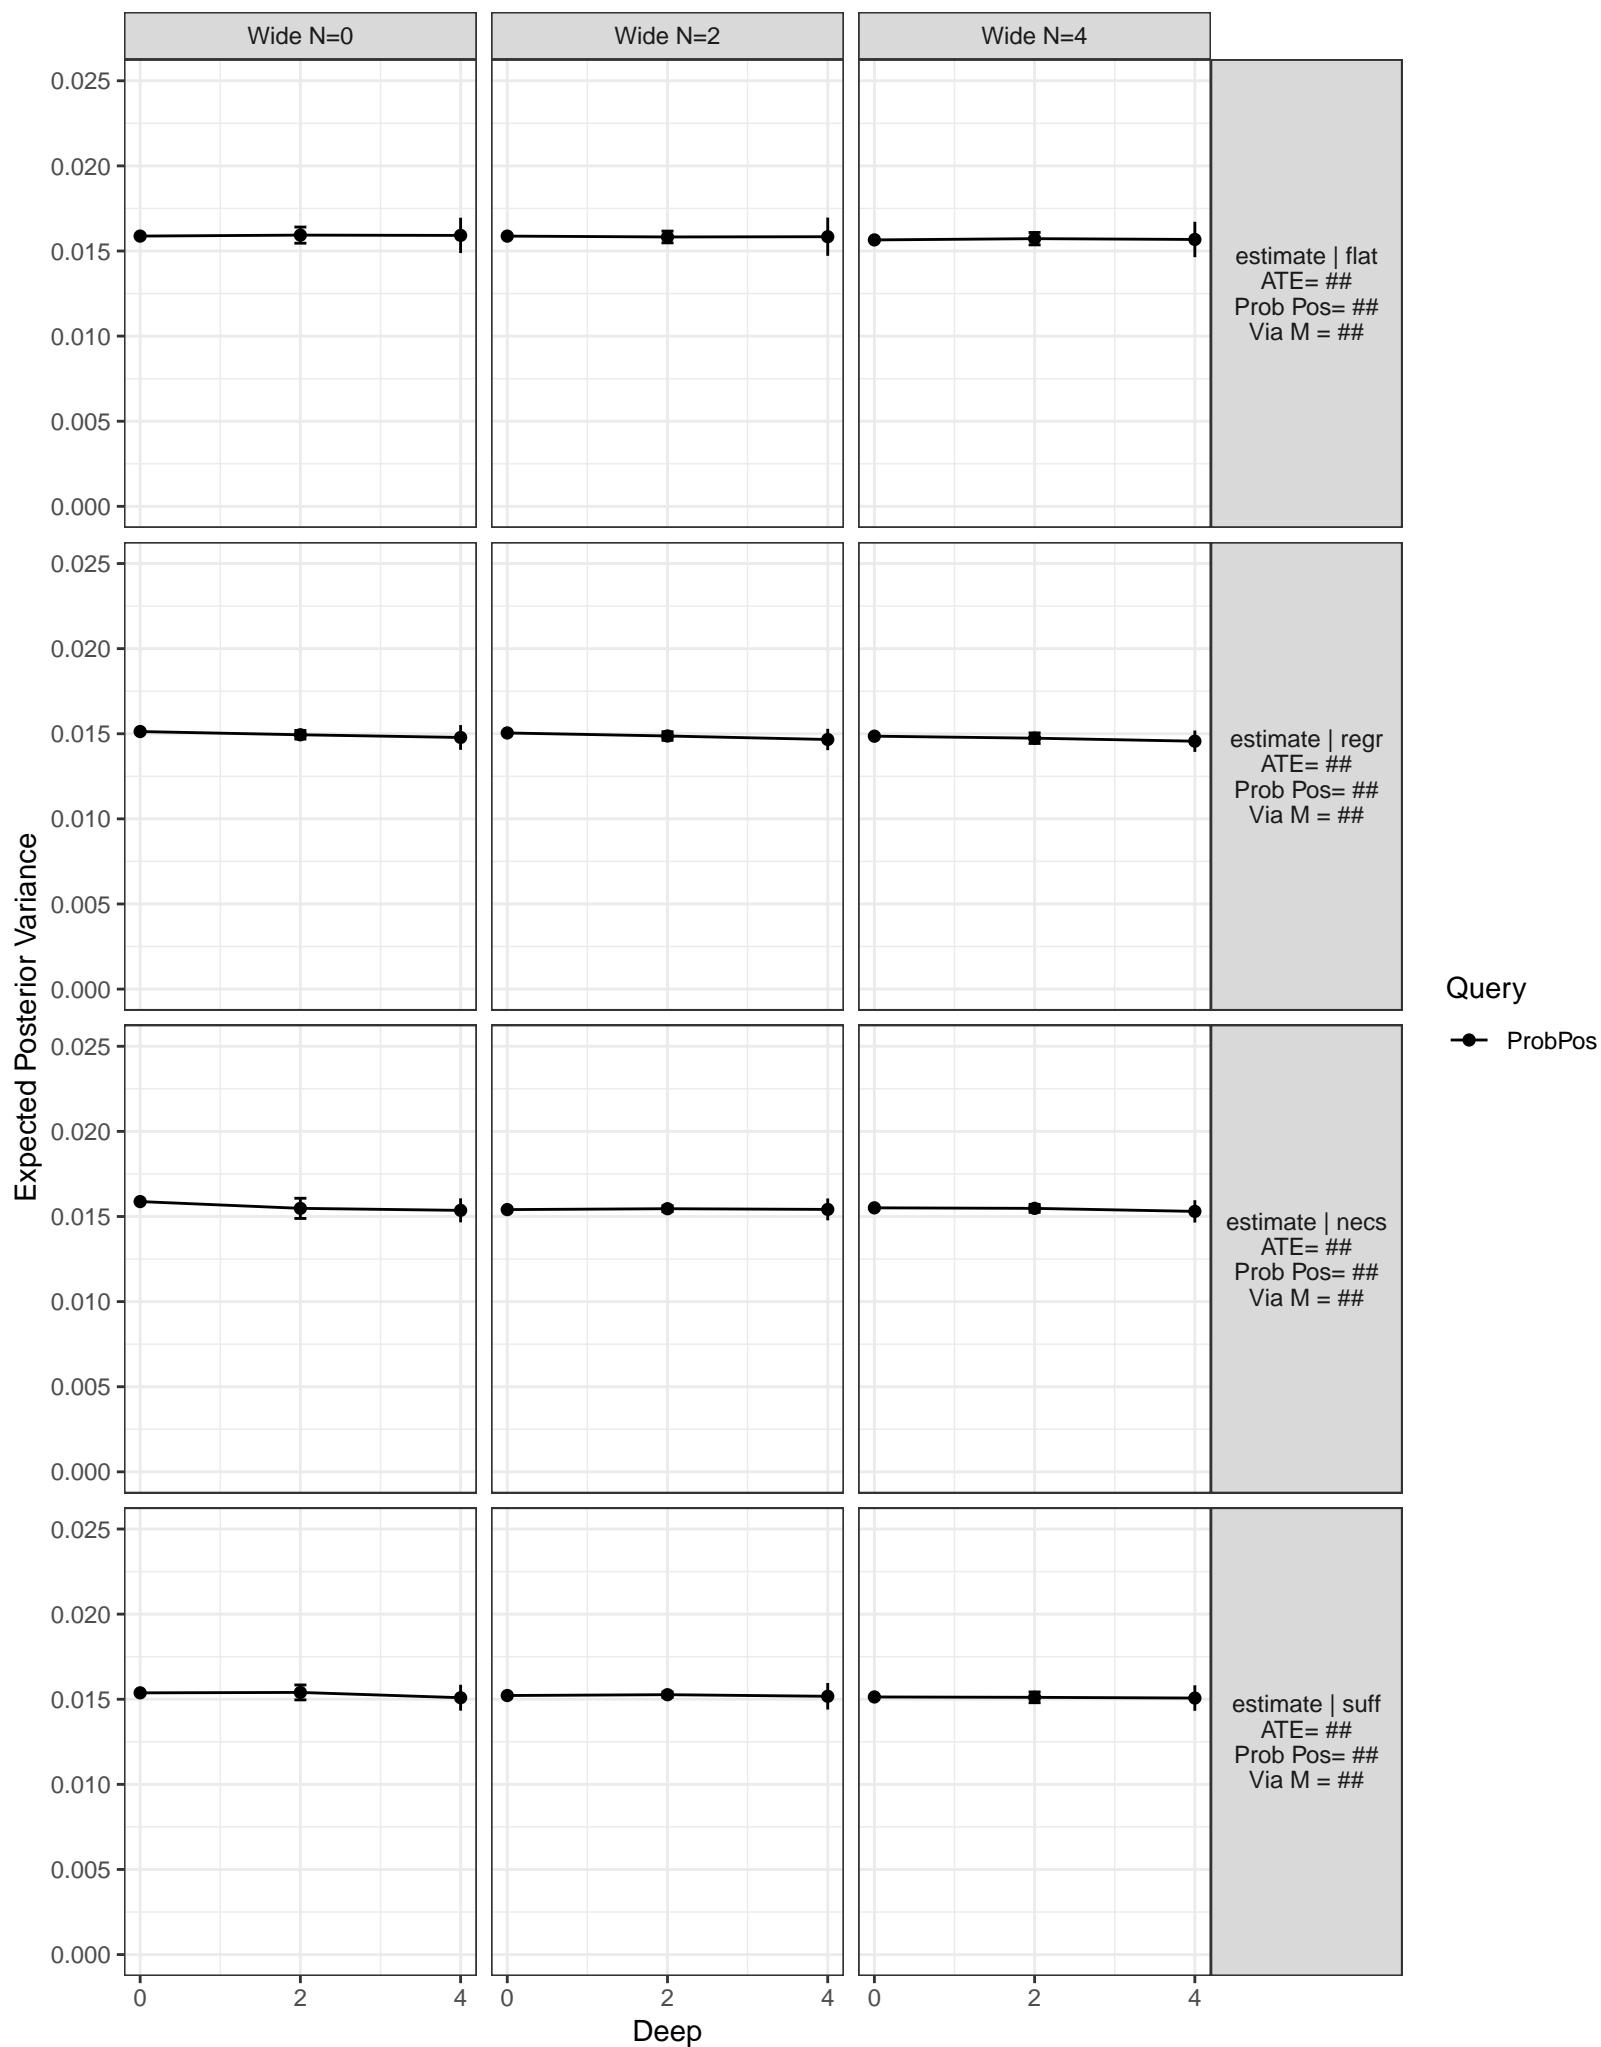 Wide N=0 Wide N=2 Wide N=4
0.025
0.020
0.015
0.010
0.005
0.000
estimate | flat
ATE= ##
Prob Pos= ##
Via M = ##
0.025
0.020
0.015
0.010
0.005
0.000
estimate | regr
ATE= ##
Prob Pos= ##
Via M = ##
0.025
0.020
0.015
0.010
0.005
0.000
estimate | necs
ATE= ##
Prob Pos= ##
Via M = ##
0.025
0.020
0.015
0.010
0.005
0.000
estimate | suff
ATE= ##
Prob Pos= ##
Via M = ##
0 2 4 0 2 4 0 2 4
Deep
Expected Posterior Variance
Query
ProbPos